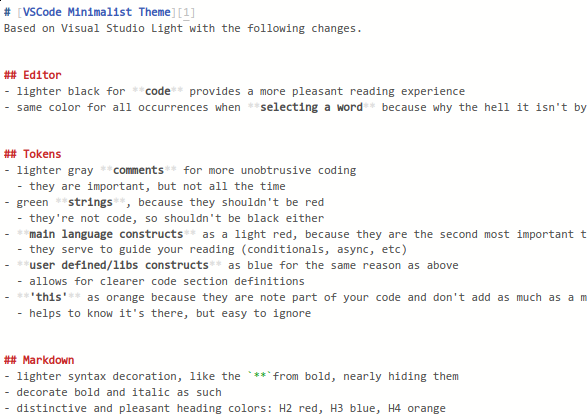 # [VSCode Minimalist Theme][1]
Based on Visual Studio Light with the following changes.
## Editor
- lighter black for **code** provides a more pleasant reading experience
- same color for all occurrences when **selecting a word** because why the hell it isn't by
## Tokens
- lighter gray **comments** for more unobtrusive coding
- they are important, but not all the time
- green **strings**, because they shouldn't be red
- they're not code, so shouldn't be black either
- **main language constructs** as a light red, because they are the second most important t
- they serve to guide your reading (conditionals, async, etc)
- **user defined/libs constructs** as blue for the same reason as above
- allows for clearer code section definitions
- **'this'** as orange because they are note part of your code and don't add as much as a m
- helps to know it's there, but easy to ignore
## Markdown
- lighter syntax decoration, like the `**`from bold, nearly hiding them
- decorate bold and italic as such
- distinctive and pleasant heading colors: H2 red, H3 blue, H4 orange